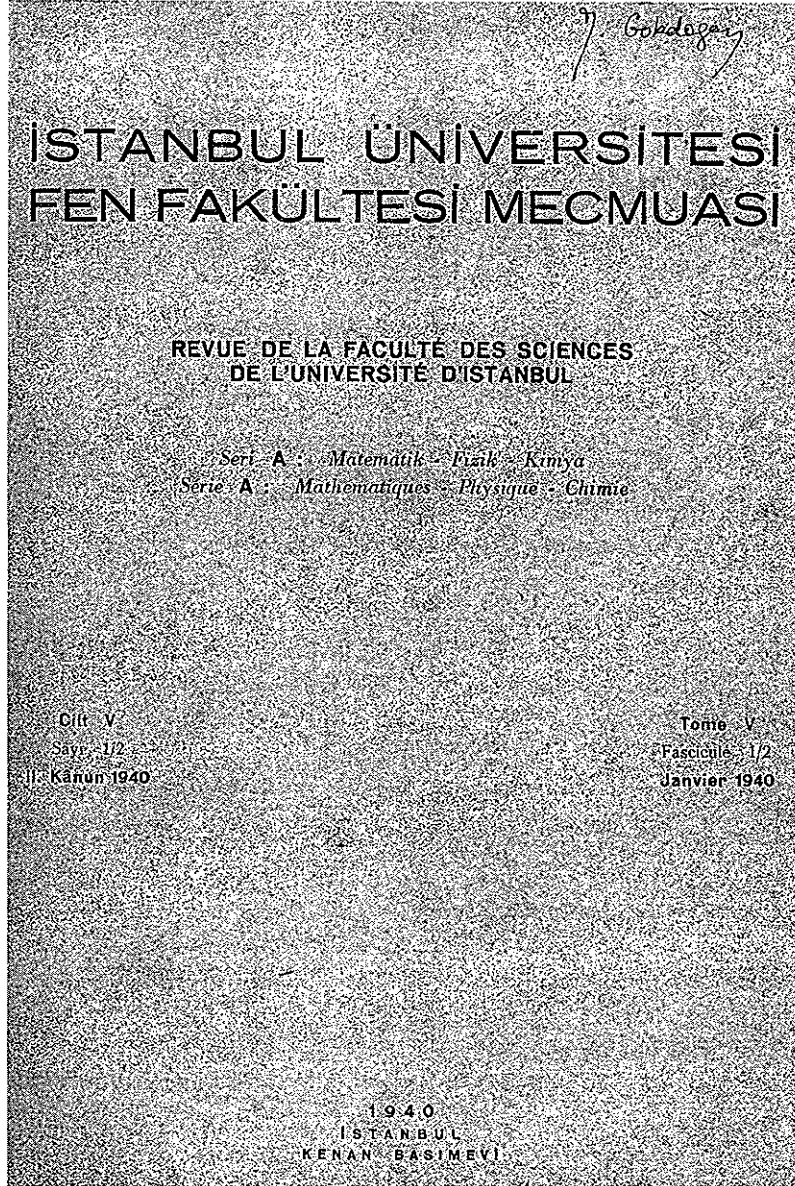 Gökdoğan
İSTANBUL ÜNİVERSİTESİ
FEN FAKÜLTESİ MECMUASI
REVUE DE LA FACULTÉ DES SCIENCES
DE L'UNIVERSITÉ D'ISTANBUL
Seri A : Matematik - Fizik - Kimya
Série A : Mathématiques - Physique - Chimie
Cilt V
Sayı 1/2
II. Kânun 1940
Tome V
Fascicule 1/2
Janvier 1940
1940
İSTANBUL
KENAN BASIMEVİ